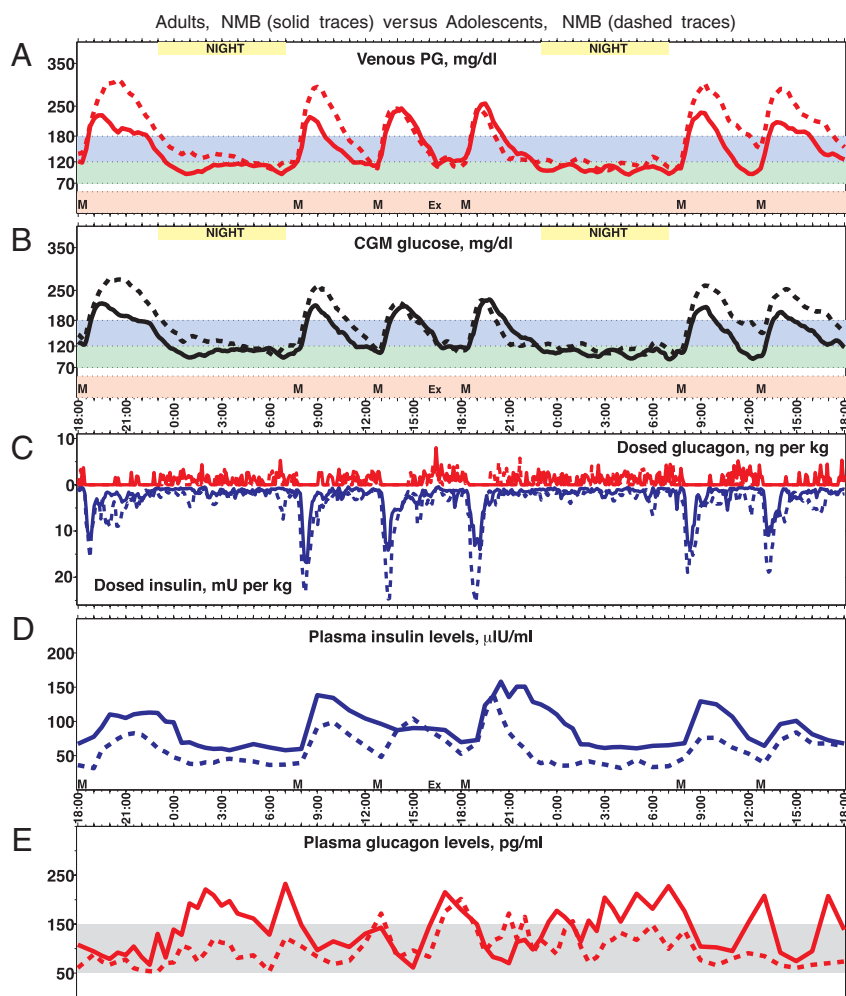 Adults, NMB (solid traces) versus Adolescents, NMB (dashed traces)
A
NIGHT NIGHT
Venous PG, mg/dl
350
250
180
120
70
M M M Ex M M M
B
NIGHT NIGHT
CGM glucose, mg/dl
350
250
180
120
70
M M M Ex M M M
18:00 21:00 0:00 3:00 6:00 9:00 12:00 15:00 18:00 21:00 0:00 3:00 6:00 9:00 12:00 15:00 18:00
C
10
Dosed glucagon, ng per kg
0
10
20
Dosed insulin, mU per kg
D
Plasma insulin levels, μIU/ml
200
150
100
50
M M M Ex M M M
18:00 21:00 0:00 3:00 6:00 9:00 12:00 15:00 18:00 21:00 0:00 3:00 6:00 9:00 12:00 15:00 18:00
E
Plasma glucagon levels, pg/ml
350
250
150
50